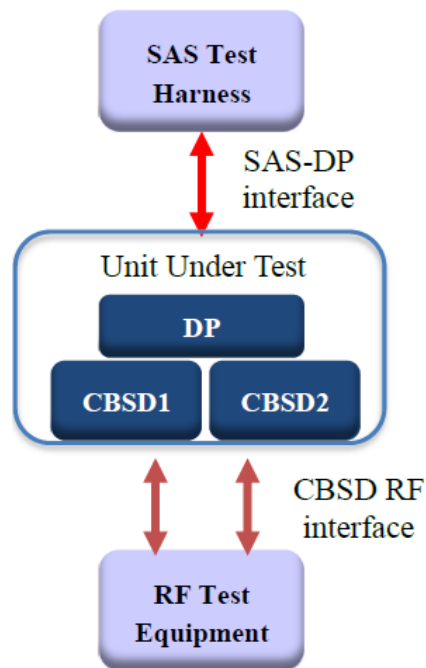 SAS Test
Harness
SAS-DP
interface
Unit Under Test
DP
CBSD1 CBSD2
CBSD RF
interface
RF Test
Equipment